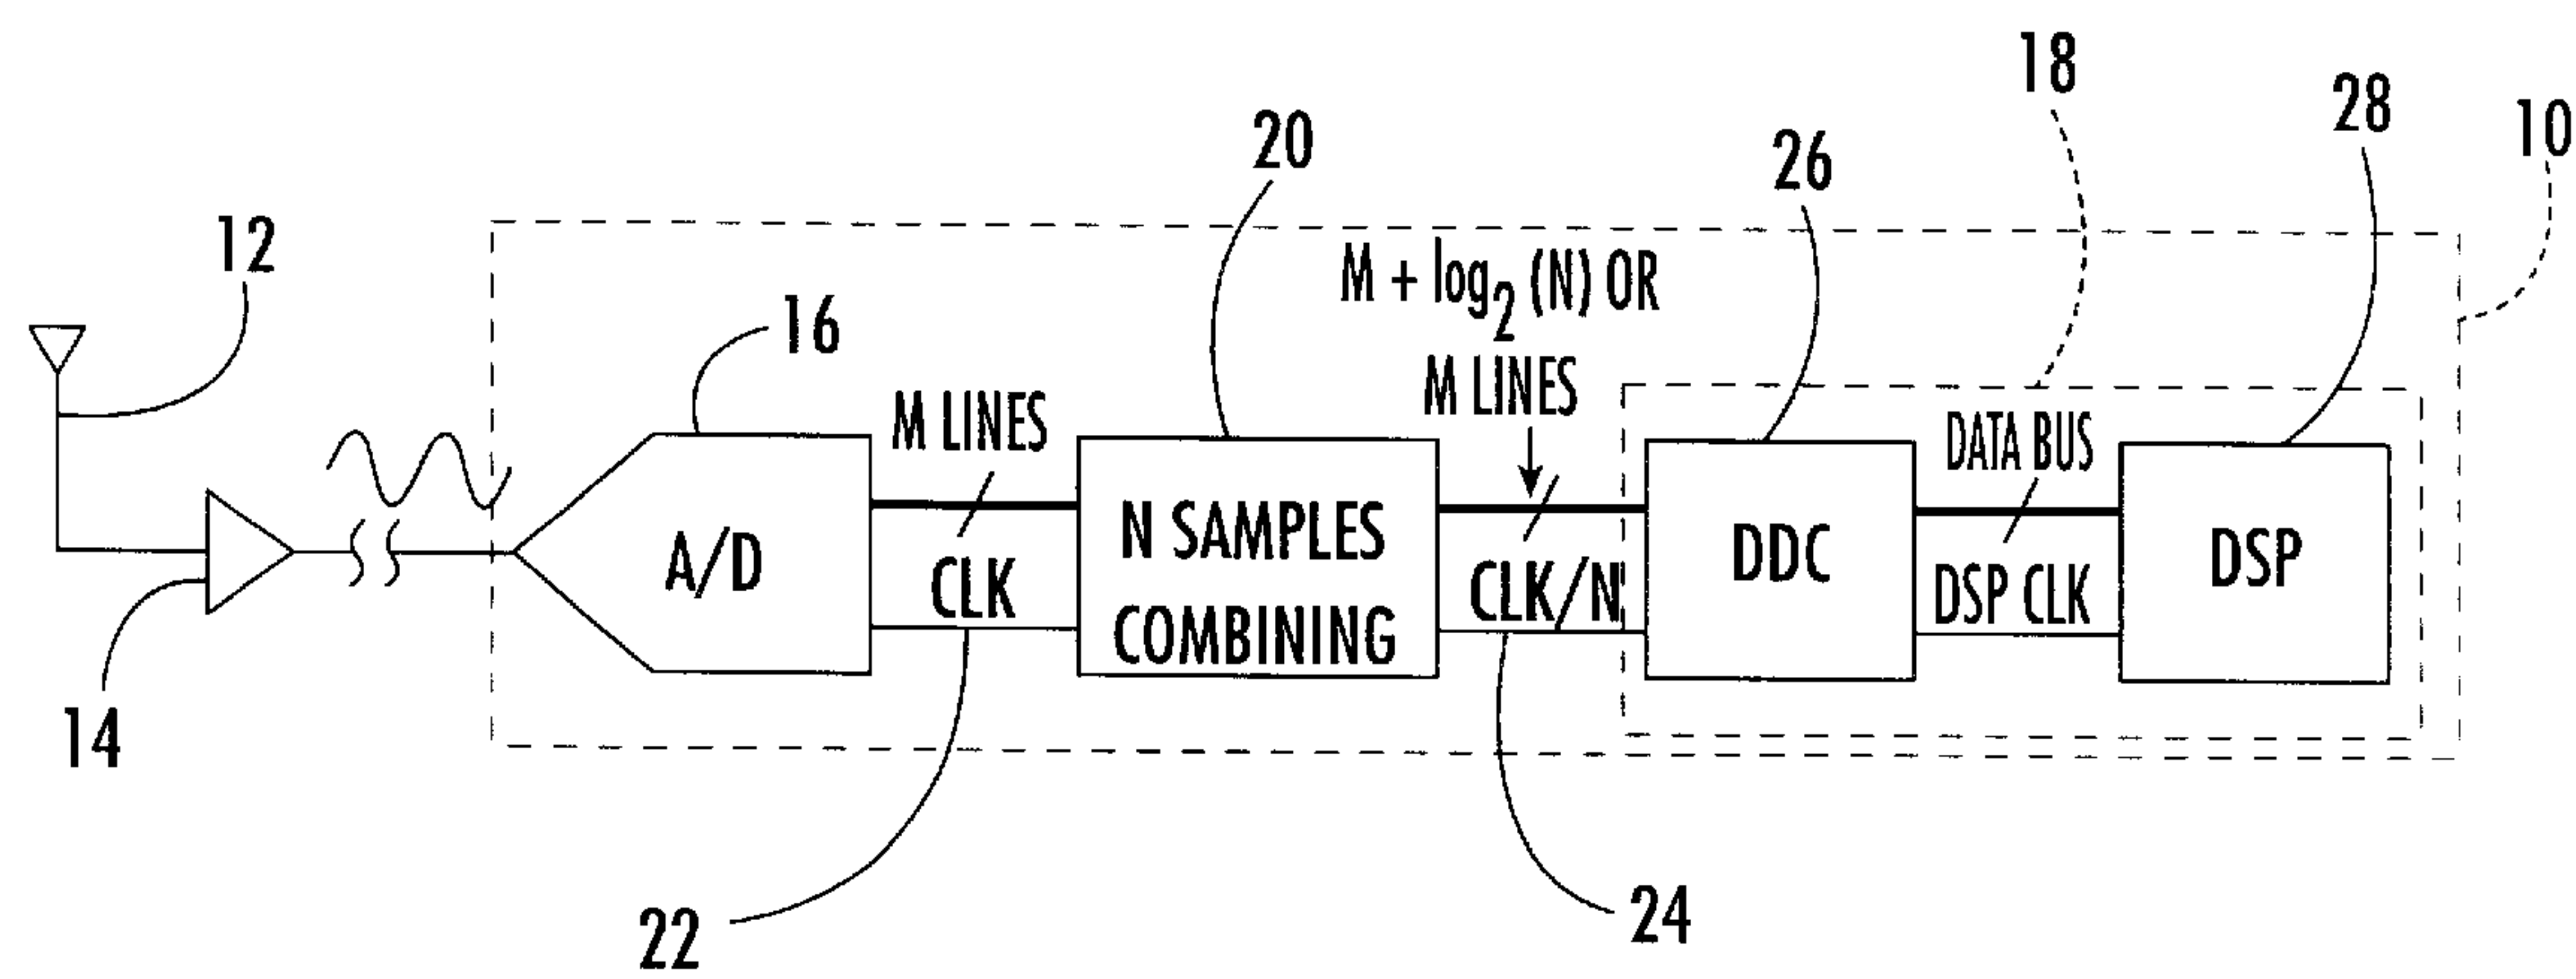 18
28
10
20
26
12
M + log2 (N) OR
M LINES
16
M LINES
DATA BUS
A/D
CLK
N SAMPLES
COMBINING
CLK/N
DDC
DSP CLK
DSP
14
22
24